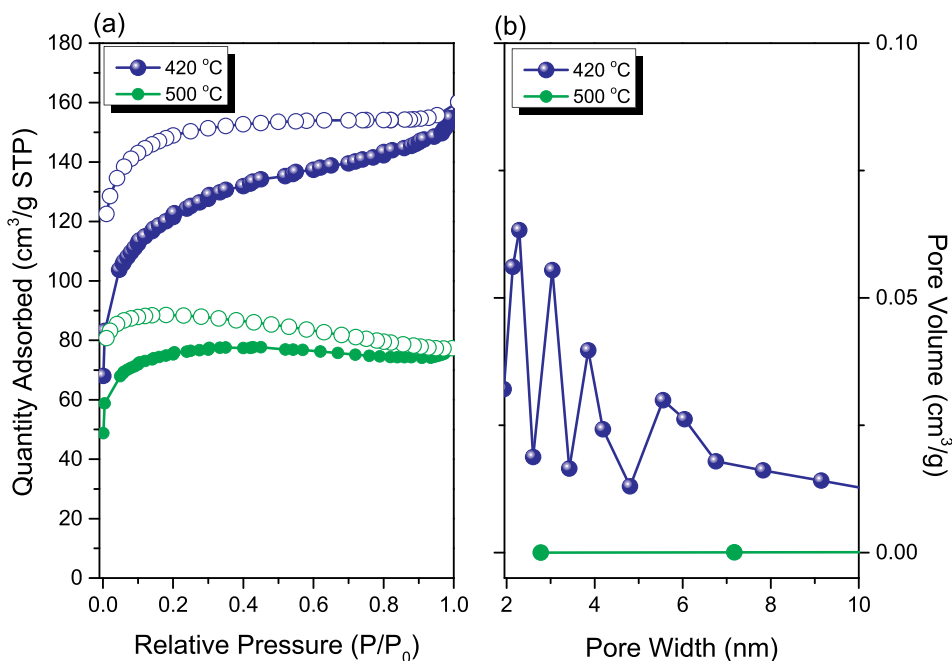 (a)
(b)
180
160
140
120
100
80
60
40
20
0
Quantity Adsorbed (cm³/g STP)
420 °C
500 °C
0.0
0.2
0.4
0.6
0.8
1.0
Relative Pressure (P/P₀)
420 °C
500 °C
2
4
6
8
10
Pore Width (nm)
0.10
0.05
0.00
Pore Volume (cm³/g)